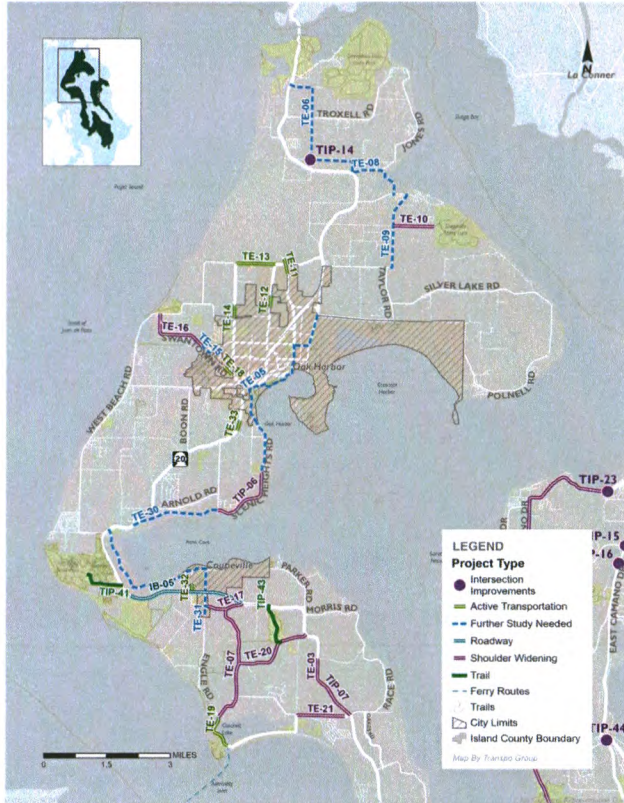 N
La Conner
TE-06
TROXELL RD
JONES RD
TIP-14
TE-08
TE-10
TE-09
TE-13
TE-11
TE-12
TE-14
TAYLOR RD
SILVER LAKE RD
TE-16
TE-15
TE-18
SWANTOWN RD
TE-05
Oak Harbor
POLNELL RD
WEST BEACH RD
BOON RD
TE-33
20
TIP-06
SCENIC HEIGHTS RD
ARNOLD RD
TE-30
TIP-23
Coupeville
TIP-41
IB-05
TE-32
TE-31
TE-17
TIP-43
PARKER RD
MORRIS RD
TE-07
TE-20
TE-03
TIP-07
RACE RD
ENGLE RD
TE-19
TE-21
EAST CAMANO DR
TIP-44
0 1.5 3 MILES
LEGEND
Project Type
Intersection
Improvements
Active Transportation
Further Study Needed
Roadway
Shoulder Widening
Trail
Ferry Routes
Trails
City Limits
Island County Boundary
Map By Transpo Group